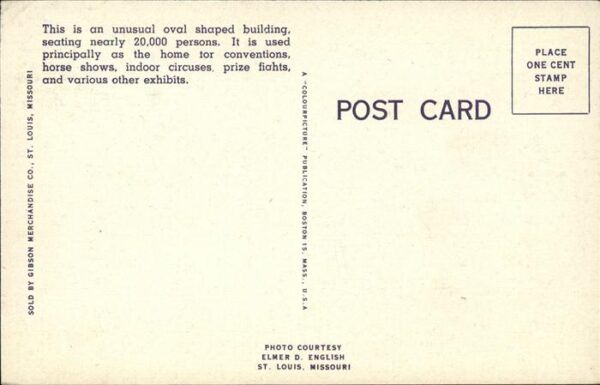 This is an unusual oval shaped building,
seating nearly 20,000 persons. It is used
principally as the home tor conventions,
horse shows, indoor circuses, prize fiahts,
and various other exhibits.
SOLD BY GIBSON MERCHANDISE CO., ST. LOUIS, MISSOURI
A "COLOURPICTURE" PUBLICATION, BOSTON 15, MASS., U.S.A
POST CARD
PLACE
ONE CENT
STAMP
HERE
PHOTO COURTESY
ELMER D. ENGLISH
ST. LOUIS, MISSOURI